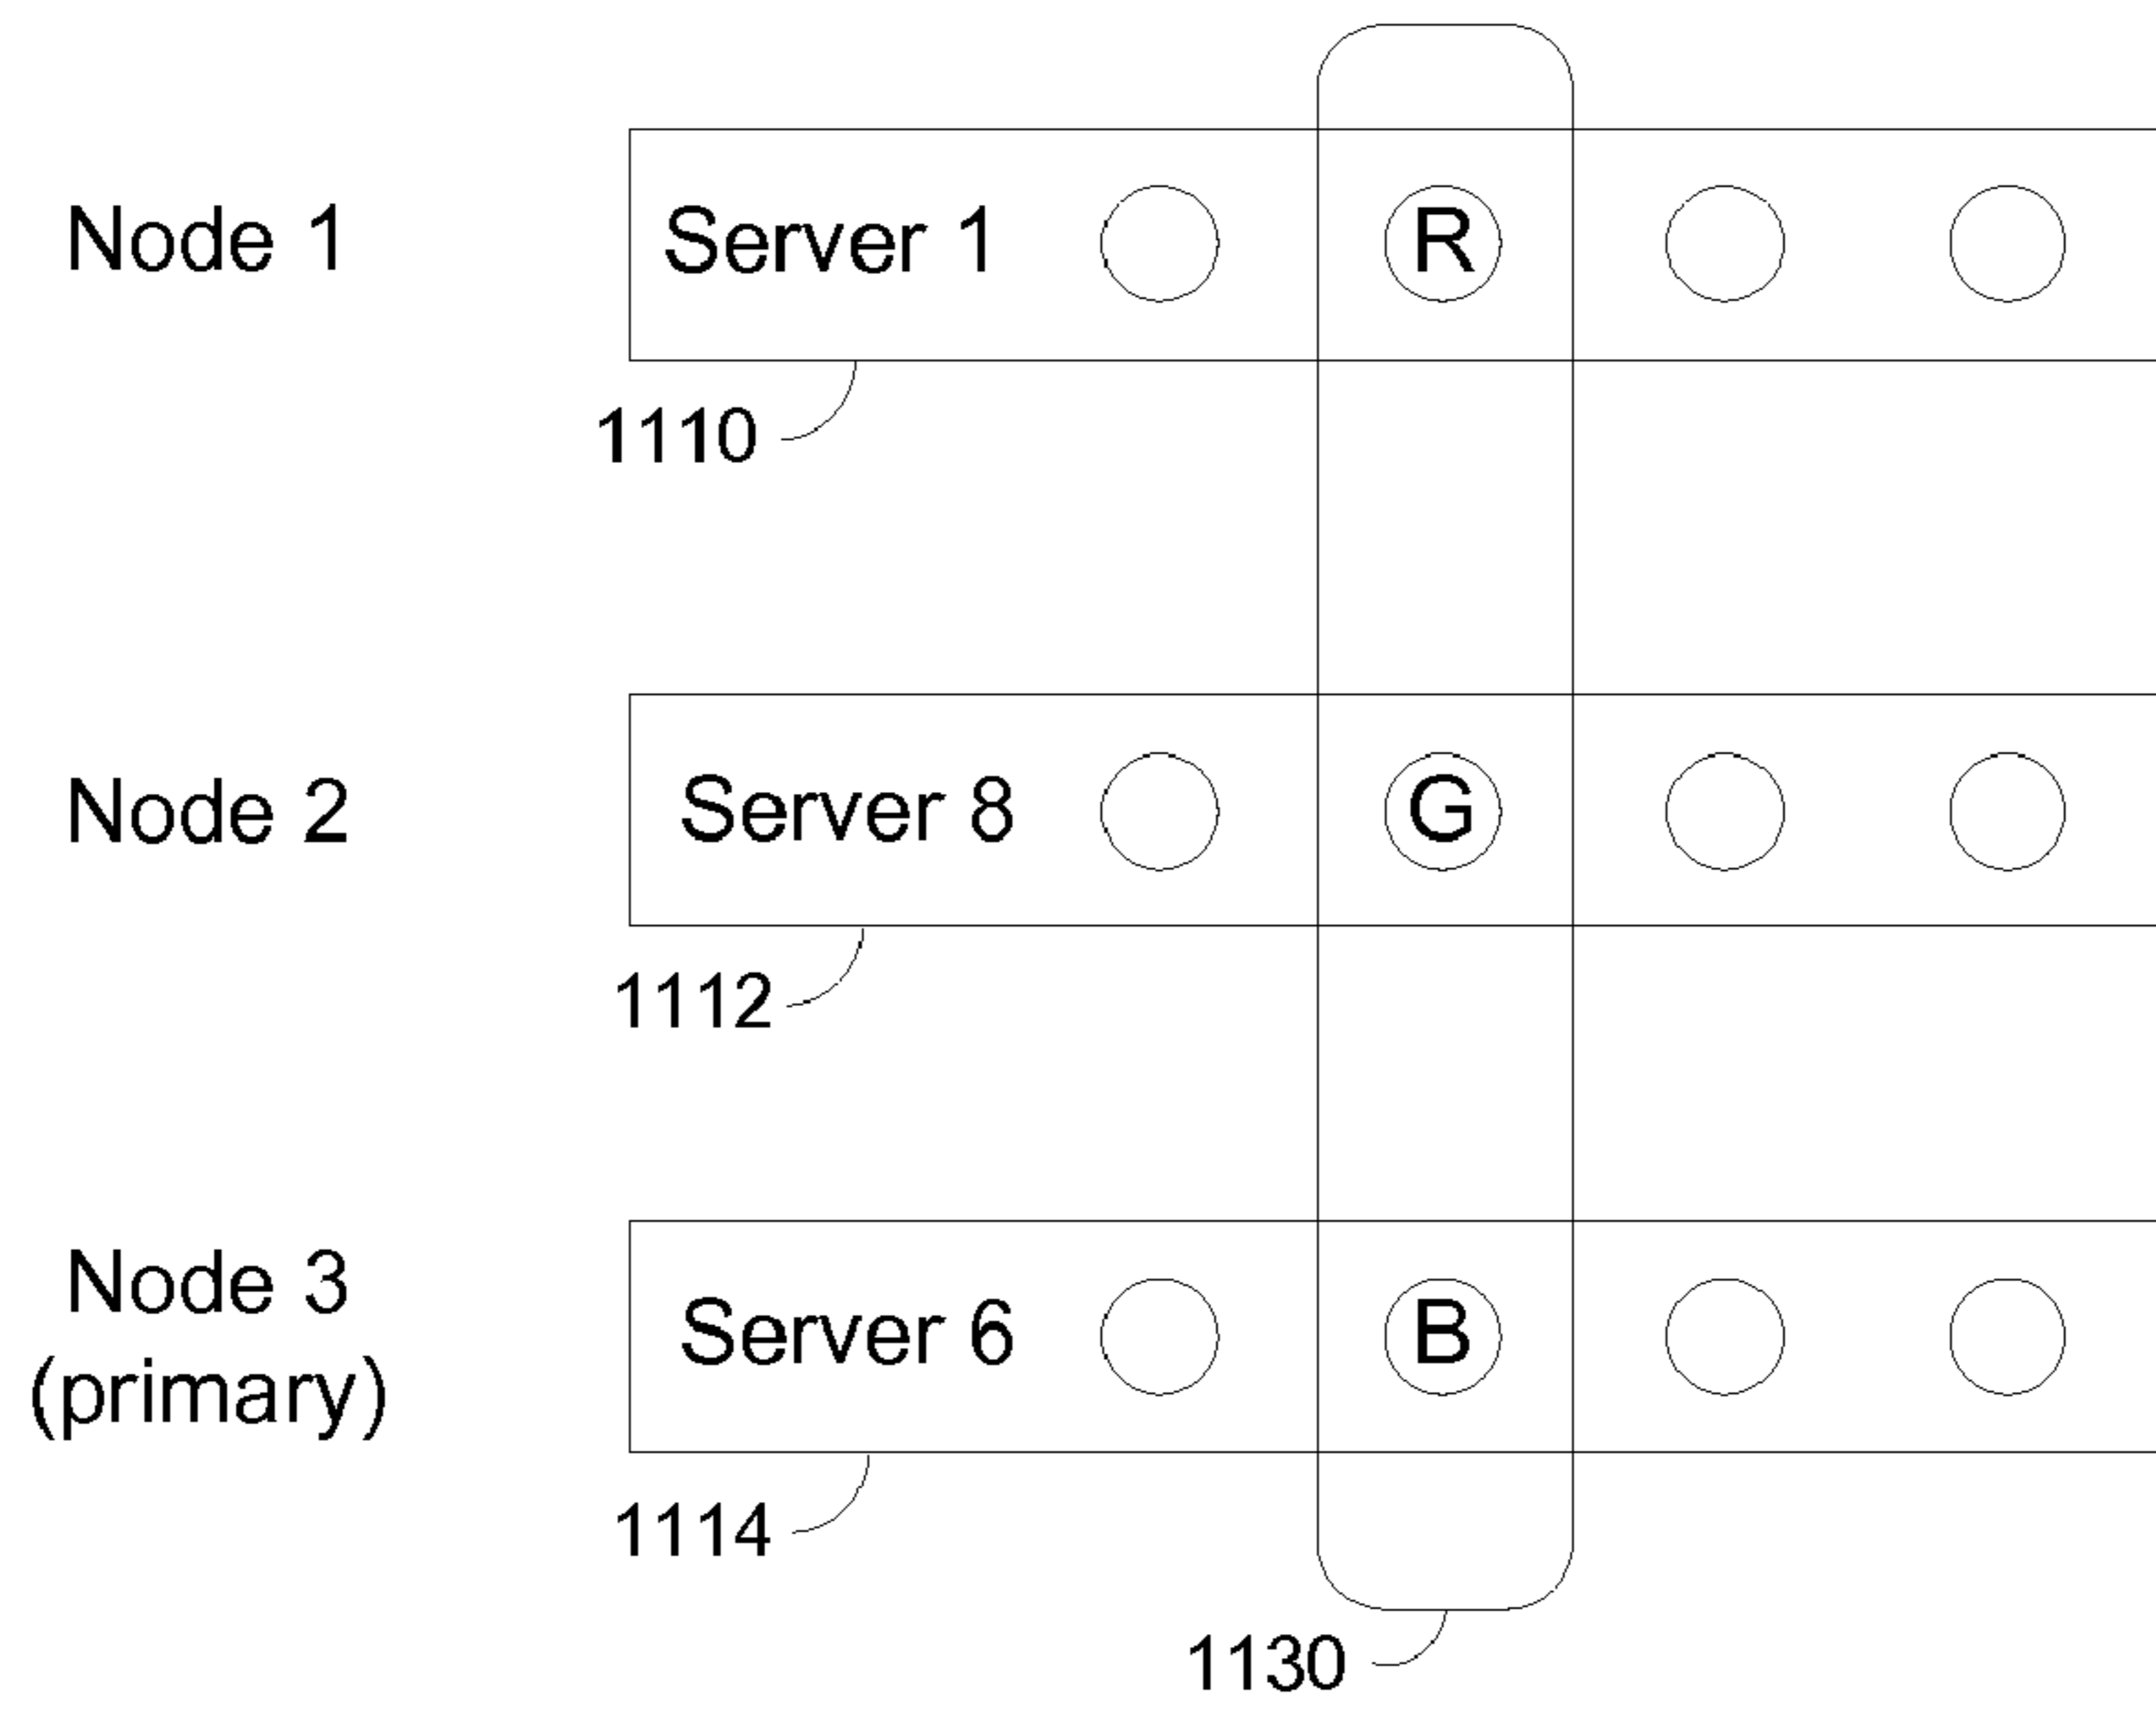 Node 1
Server 1
R
1110
Node 2
Server 8
G
1112
Node 3
(primary)
Server 6
B
1114
1130